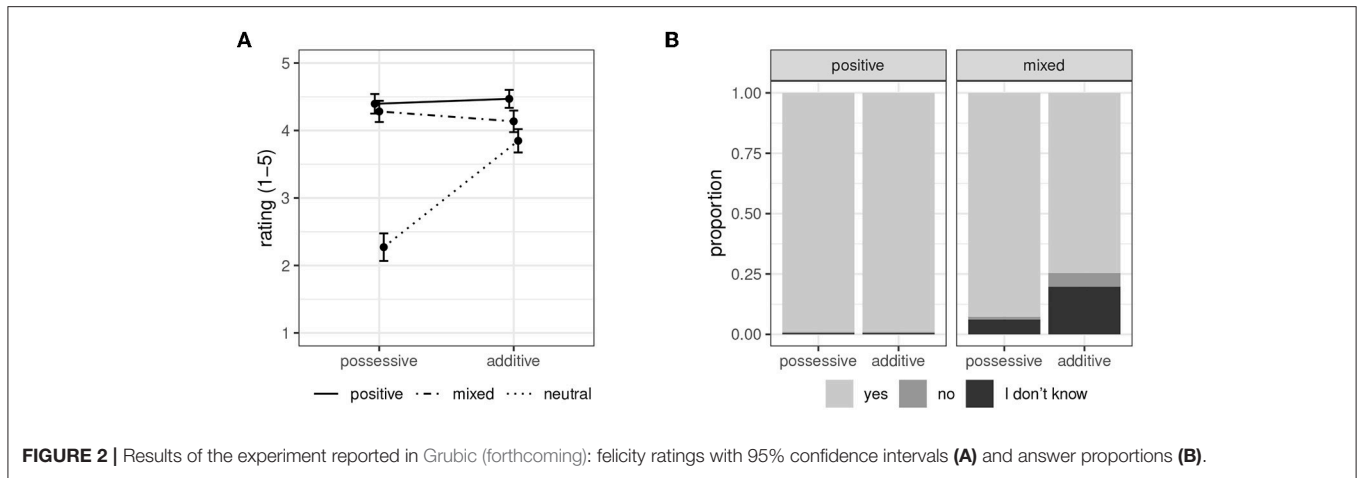 A
5
4
3
2
1
rating (1−5)
possessive additive
positive mixed neutral
B
positive mixed
1.00
0.75
0.50
0.25
0.00
proportion
possessive additive possessive additive
yes no I don't know
FIGURE 2 | Results of the experiment reported in Grubic (forthcoming): felicity ratings with 95% confidence intervals (A) and answer proportions (B).